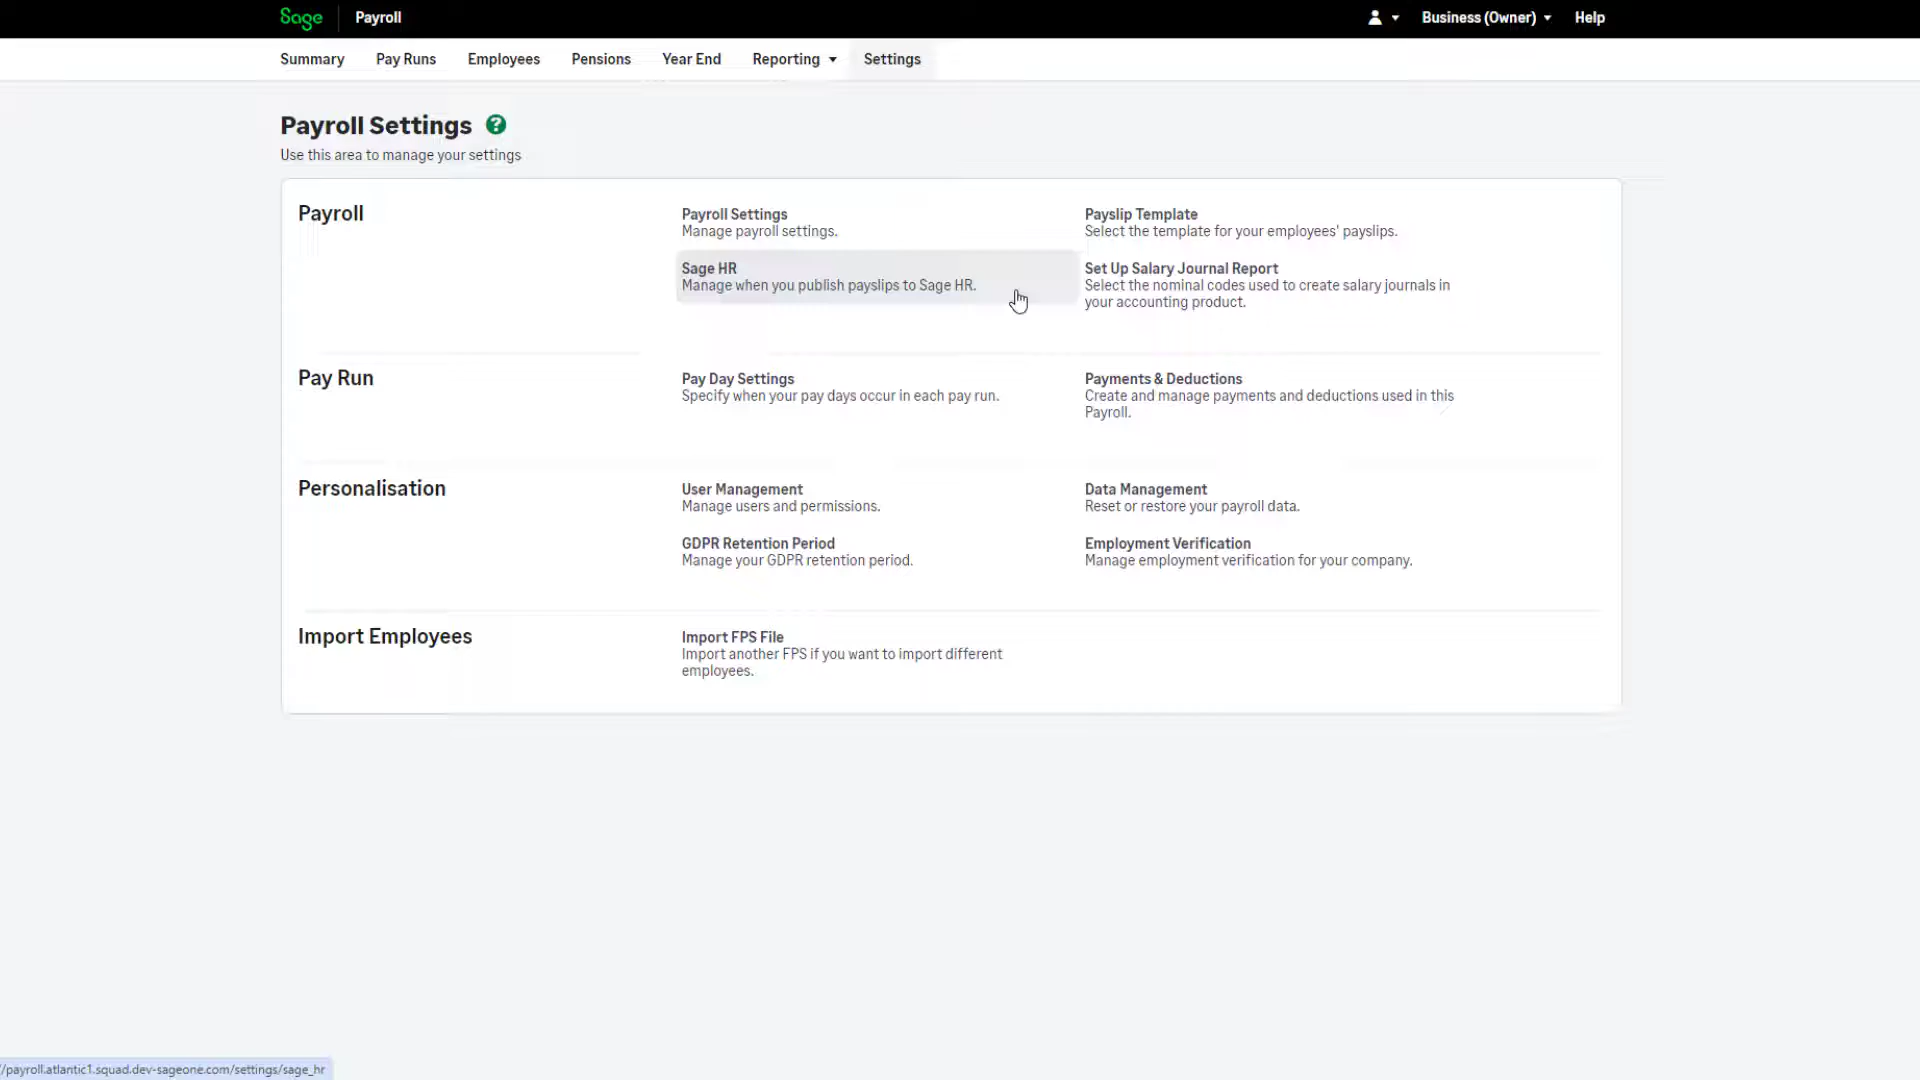 Sage Payroll Business (Owner) Help
Summary Pay Runs Employees Pensions Year End Reporting Settings
Payroll Settings ?
Use this area to manage your settings
Payroll
Payroll Settings
Manage payroll settings.
Payslip Template
Select the template for your employees' payslips.
Sage HR
Manage when you publish payslips to Sage HR.
Set Up Salary Journal Report
Select the nominal codes used to create salary journals in
your accounting product.
Pay Run
Pay Day Settings
Specify when your pay days occur in each pay run.
Payments & Deductions
Create and manage payments and deductions used in this
Payroll.
Personalisation
User Management
Manage users and permissions.
Data Management
Reset or restore your payroll data.
GDPR Retention Period
Manage your GDPR retention period.
Employment Verification
Manage employment verification for your company.
Import Employees
Import FPS File
Import another FPS if you want to import different
employees.
/payroll.atlantic1.squad.dev-sageone.com/settings/sage_hr